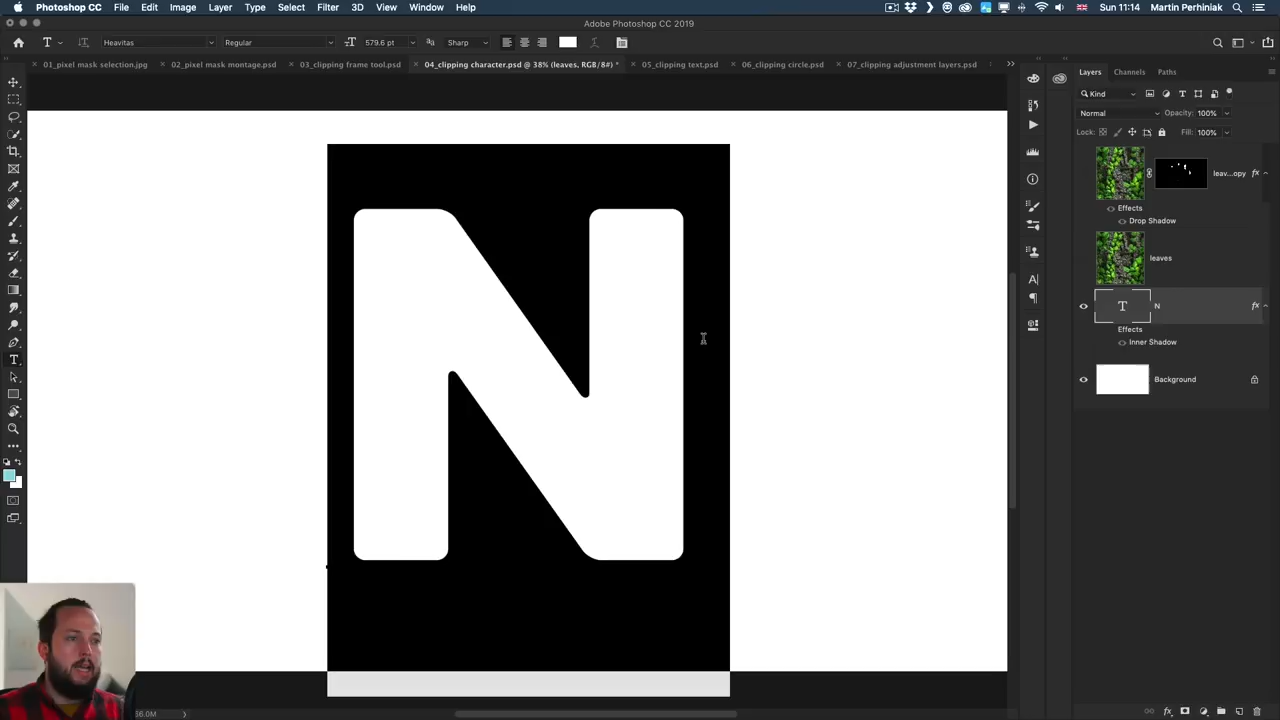 Photoshop CC File Edit Image Layer Type Select Filter 3D View Window Help Sun 11:14 Martin Perhiniak
Adobe Photoshop CC 2019
T Heavitas Regular 579.6 pt Sharp
01_pixel mask selection.jpg 02_pixel mask montage.psd 03_clipping frame tool.psd 04_clipping character.psd @ 38% (leaves, RGB/8#) * 05_clipping text.psd 06_clipping circle.psd 07_clipping adjustment layers.psd
Layers Channels Paths
Kind
Normal Opacity: 100%
Lock: Fill: 100%
leav...opy fx
Effects
Drop Shadow
leaves
T N fx
Effects
Inner Shadow
Background
N